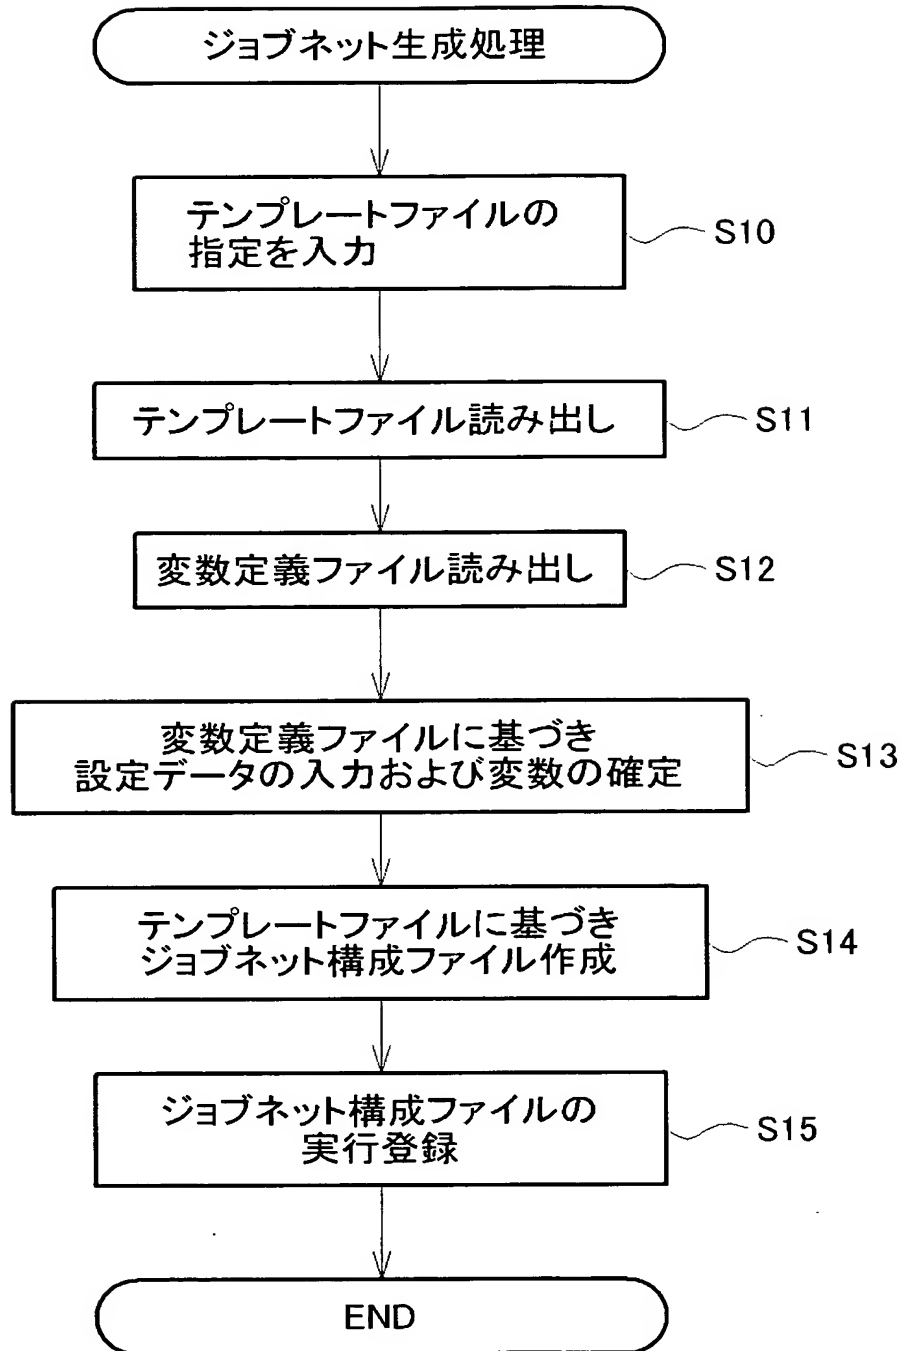 ジョブネット生成処理
テンプレートファイルの
指定を入力
S10
テンプレートファイル読み出し
S11
変数定義ファイル読み出し
S12
変数定義ファイルに基づき
設定データの入力および変数の確定
S13
テンプレートファイルに基づき
ジョブネット構成ファイル作成
S14
ジョブネット構成ファイルの
実行登録
S15
END